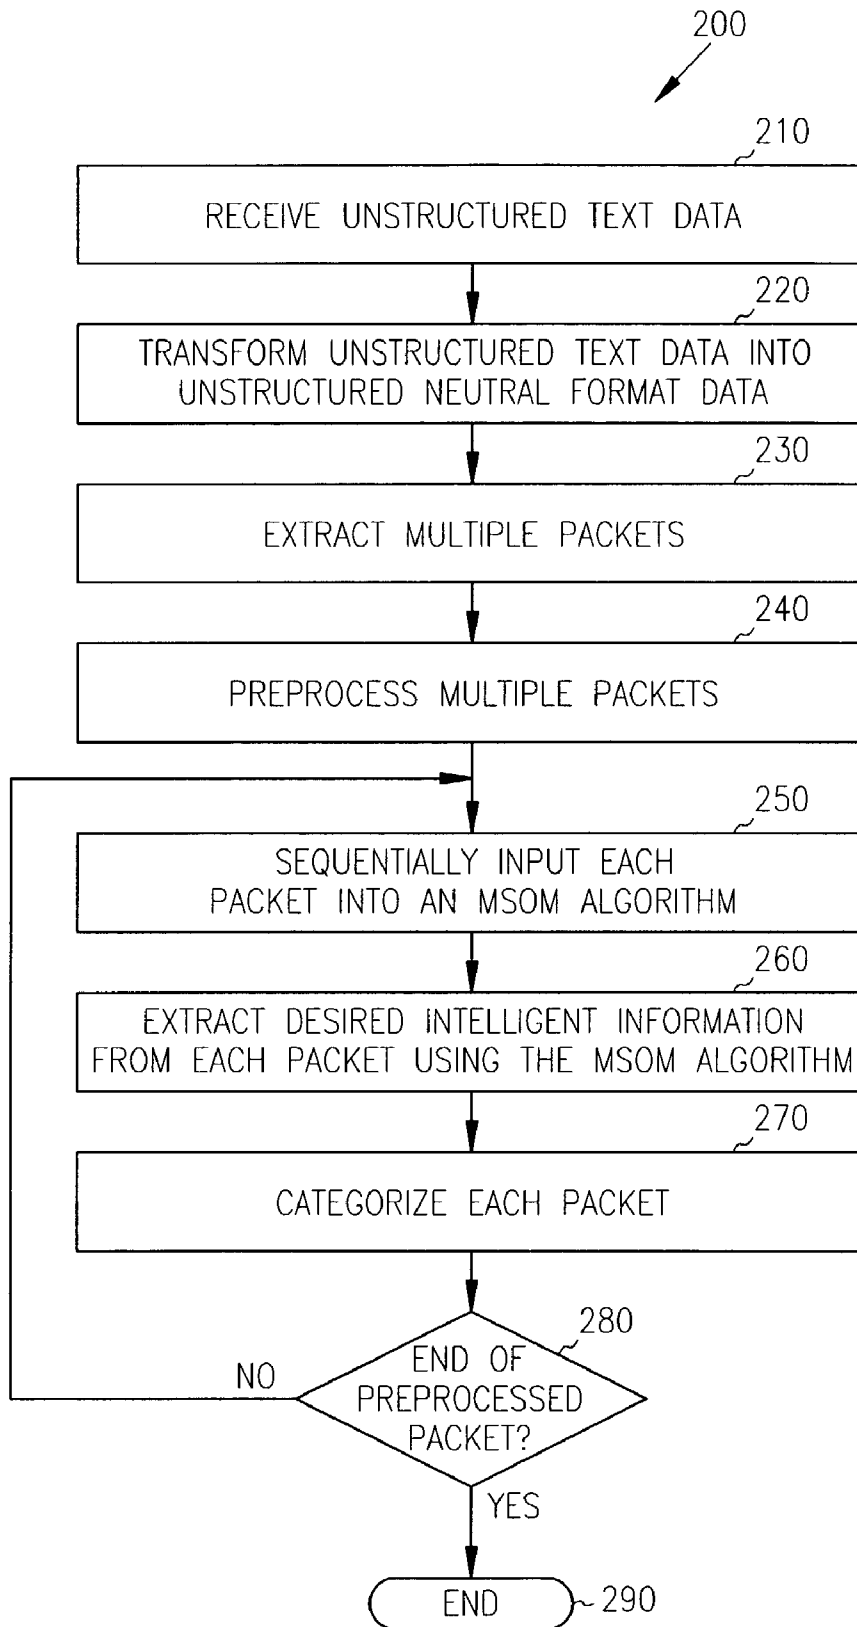 200
210
RECEIVE UNSTRUCTURED TEXT DATA
220
TRANSFORM UNSTRUCTURED TEXT DATA INTO
UNSTRUCTURED NEUTRAL FORMAT DATA
230
EXTRACT MULTIPLE PACKETS
240
PREPROCESS MULTIPLE PACKETS
250
SEQUENTIALLY INPUT EACH
PACKET INTO AN MSOM ALGORITHM
260
EXTRACT DESIRED INTELLIGENT INFORMATION
FROM EACH PACKET USING THE MSOM ALGORITHM
270
CATEGORIZE EACH PACKET
280
END OF
PREPROCESSED
PACKET?
NO
YES
END
290